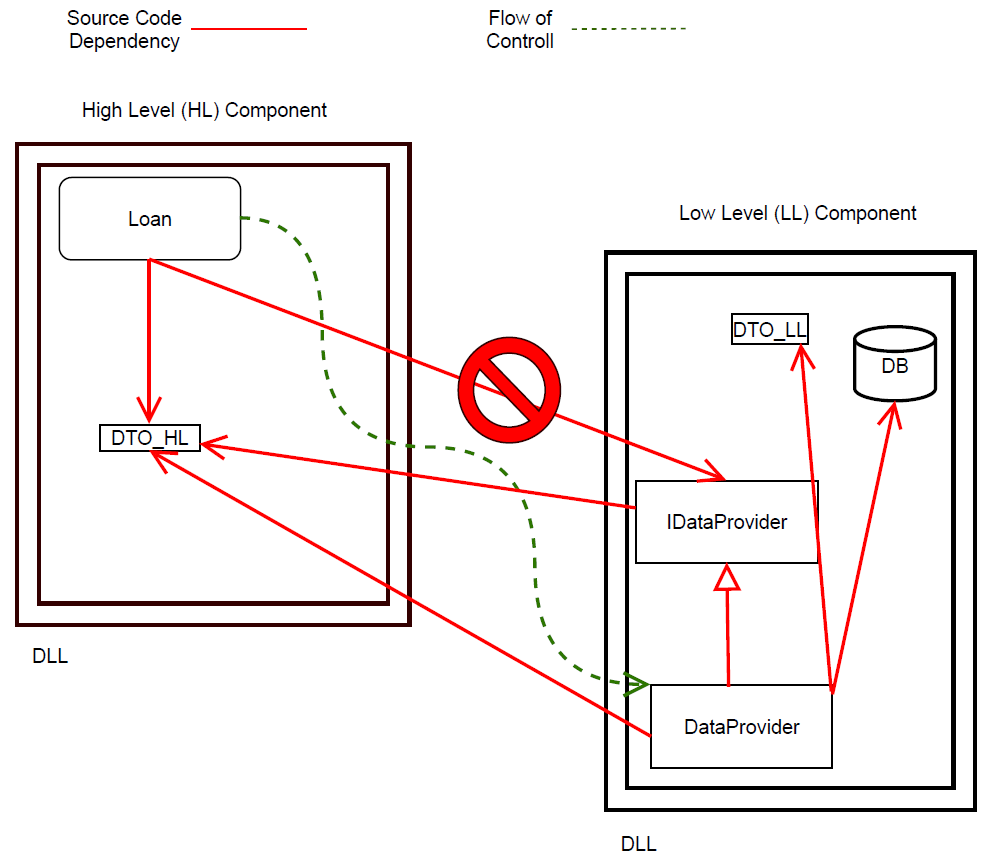 Source Code
Dependency
Flow of
Controll
High Level (HL) Component
Loan
DTO_HL
DLL
Low Level (LL) Component
DTO_LL
DB
IDataProvider
DataProvider
DLL